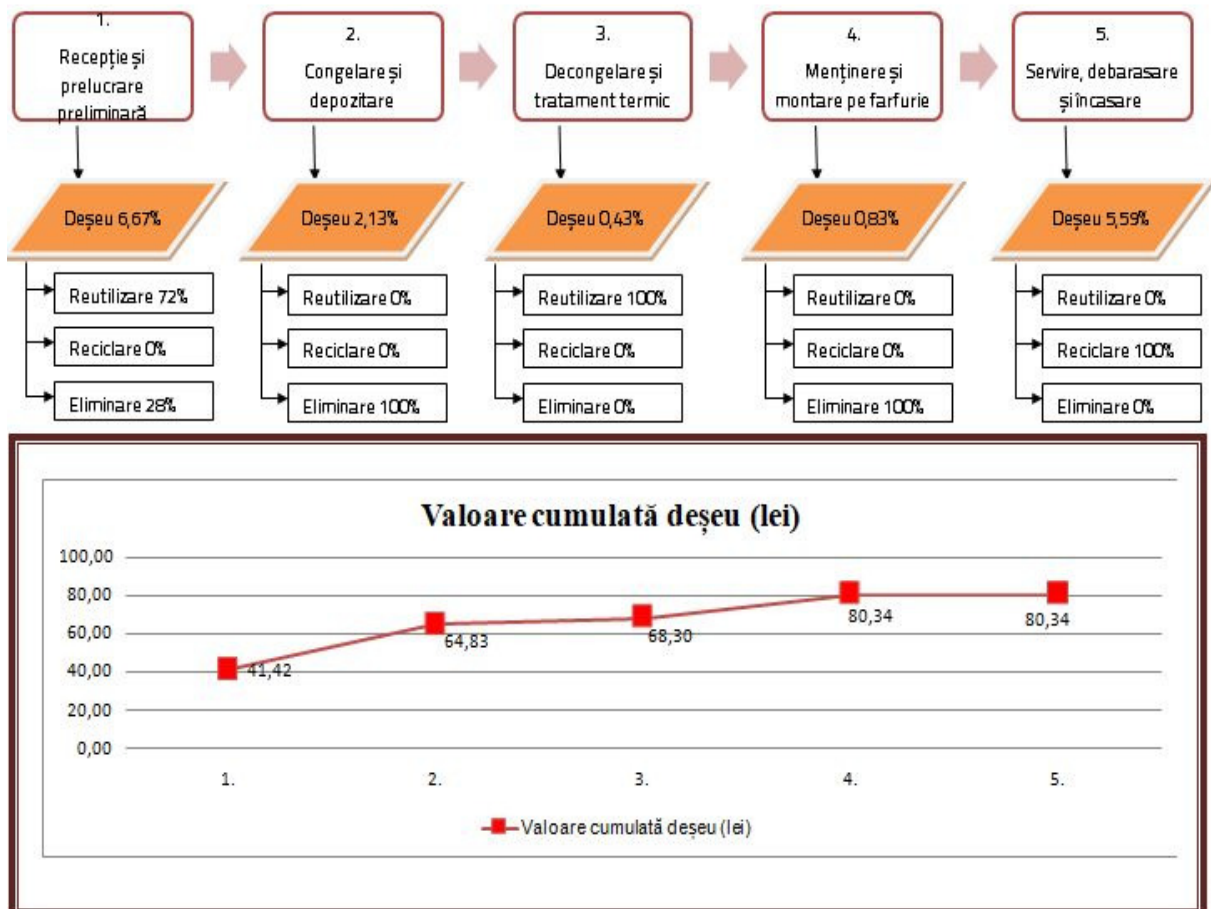 1.
Recepție și
prelucrare
preliminară
2.
Congelare și
depozitare
3.
Decongelare și
tratament termic
4.
Menținere și
montare pe farfurie
5.
Servire, debarasare
și încasare
Deșeu 6,67%
Deșeu 2,13%
Deșeu 0,43%
Deșeu 0,83%
Deșeu 5,59%
Reutilizare 72%
Reciclare 0%
Eliminare 28%
Reutilizare 0%
Reciclare 0%
Eliminare 100%
Reutilizare 100%
Reciclare 0%
Eliminare 0%
Reutilizare 0%
Reciclare 0%
Eliminare 100%
Reutilizare 0%
Reciclare 100%
Eliminare 0%
Valoare cumulată deșeu (lei)
100,00
80,00
60,00
40,00
20,00
0,00
41,42
64,83
68,30
80,34
80,34
1.
2.
3.
4.
5.
Valoare cumulată deșeu (lei)